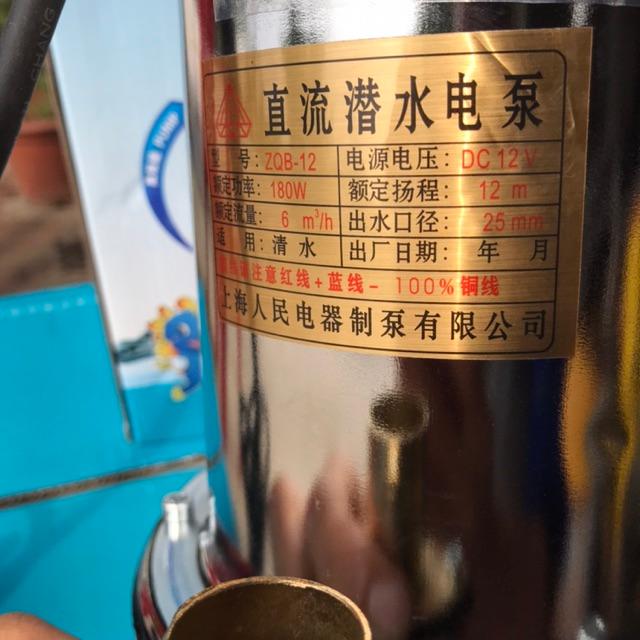 CHANG
PUMP
直流潜水电泵
型 号: ZQB-12 电源电压: DC 12 V
额定功率: 180W 额定扬程: 12 m
额定流量: 6 m³/h 出水口径: 25 mm
适 用: 清 水 出厂日期: 年 月
注意红线+蓝线- 100%铜线
上海人民电器制泵有限公司